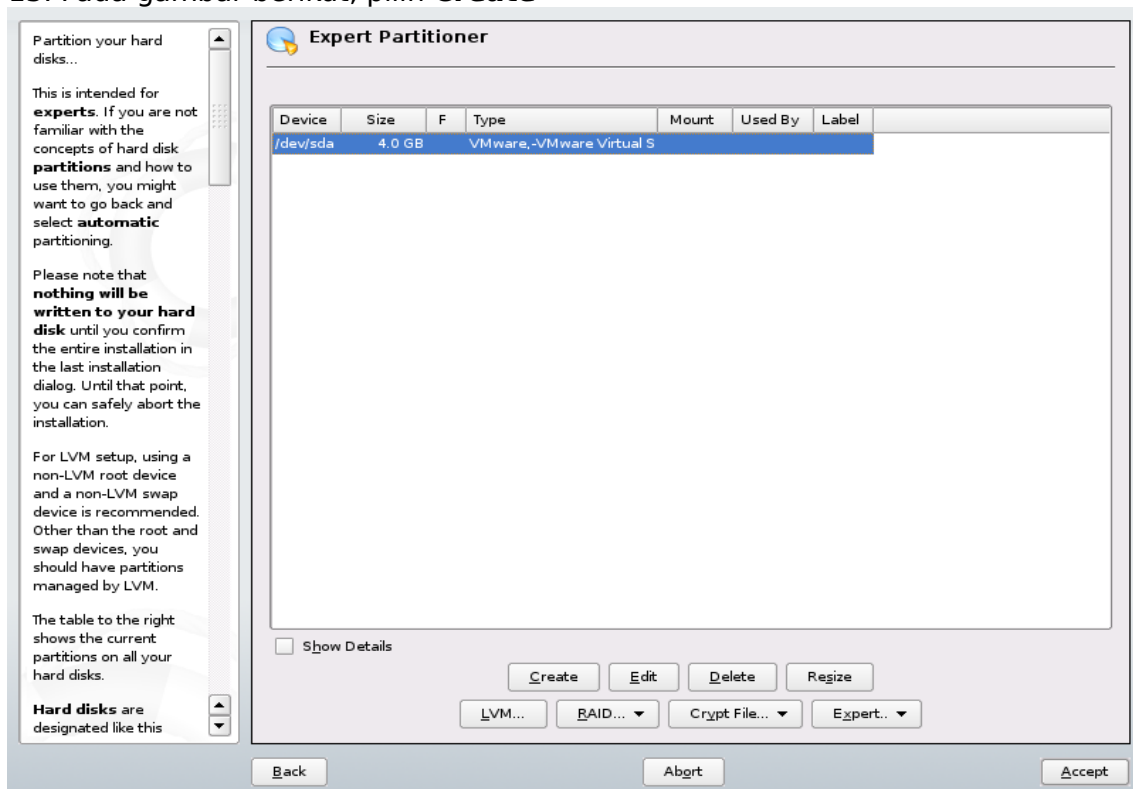 Partition your hard
disks...
This is intended for
experts. If you are not
familiar with the
concepts of hard disk
partitions and how to
use them, you might
want to go back and
select automatic
partitioning.
Please note that
nothing will be
written to your hard
disk until you confirm
the entire installation in
the last installation
dialog. Until that point,
you can safely abort the
installation.
For LVM setup, using a
non-LVM root device
and a non-LVM swap
device is recommended.
Other than the root and
swap devices, you
should have partitions
managed by LVM.
The table to the right
shows the current
partitions on all your
hard disks.
Hard disks are
designated like this
Expert Partitioner
Device Size F Type Mount Used By Label
/dev/sda 4.0 GB VMware,-VMware Virtual S
Show Details
Create Edit Delete Resize
LVM... RAID... Crypt File... Expert..
Back Abort Accept